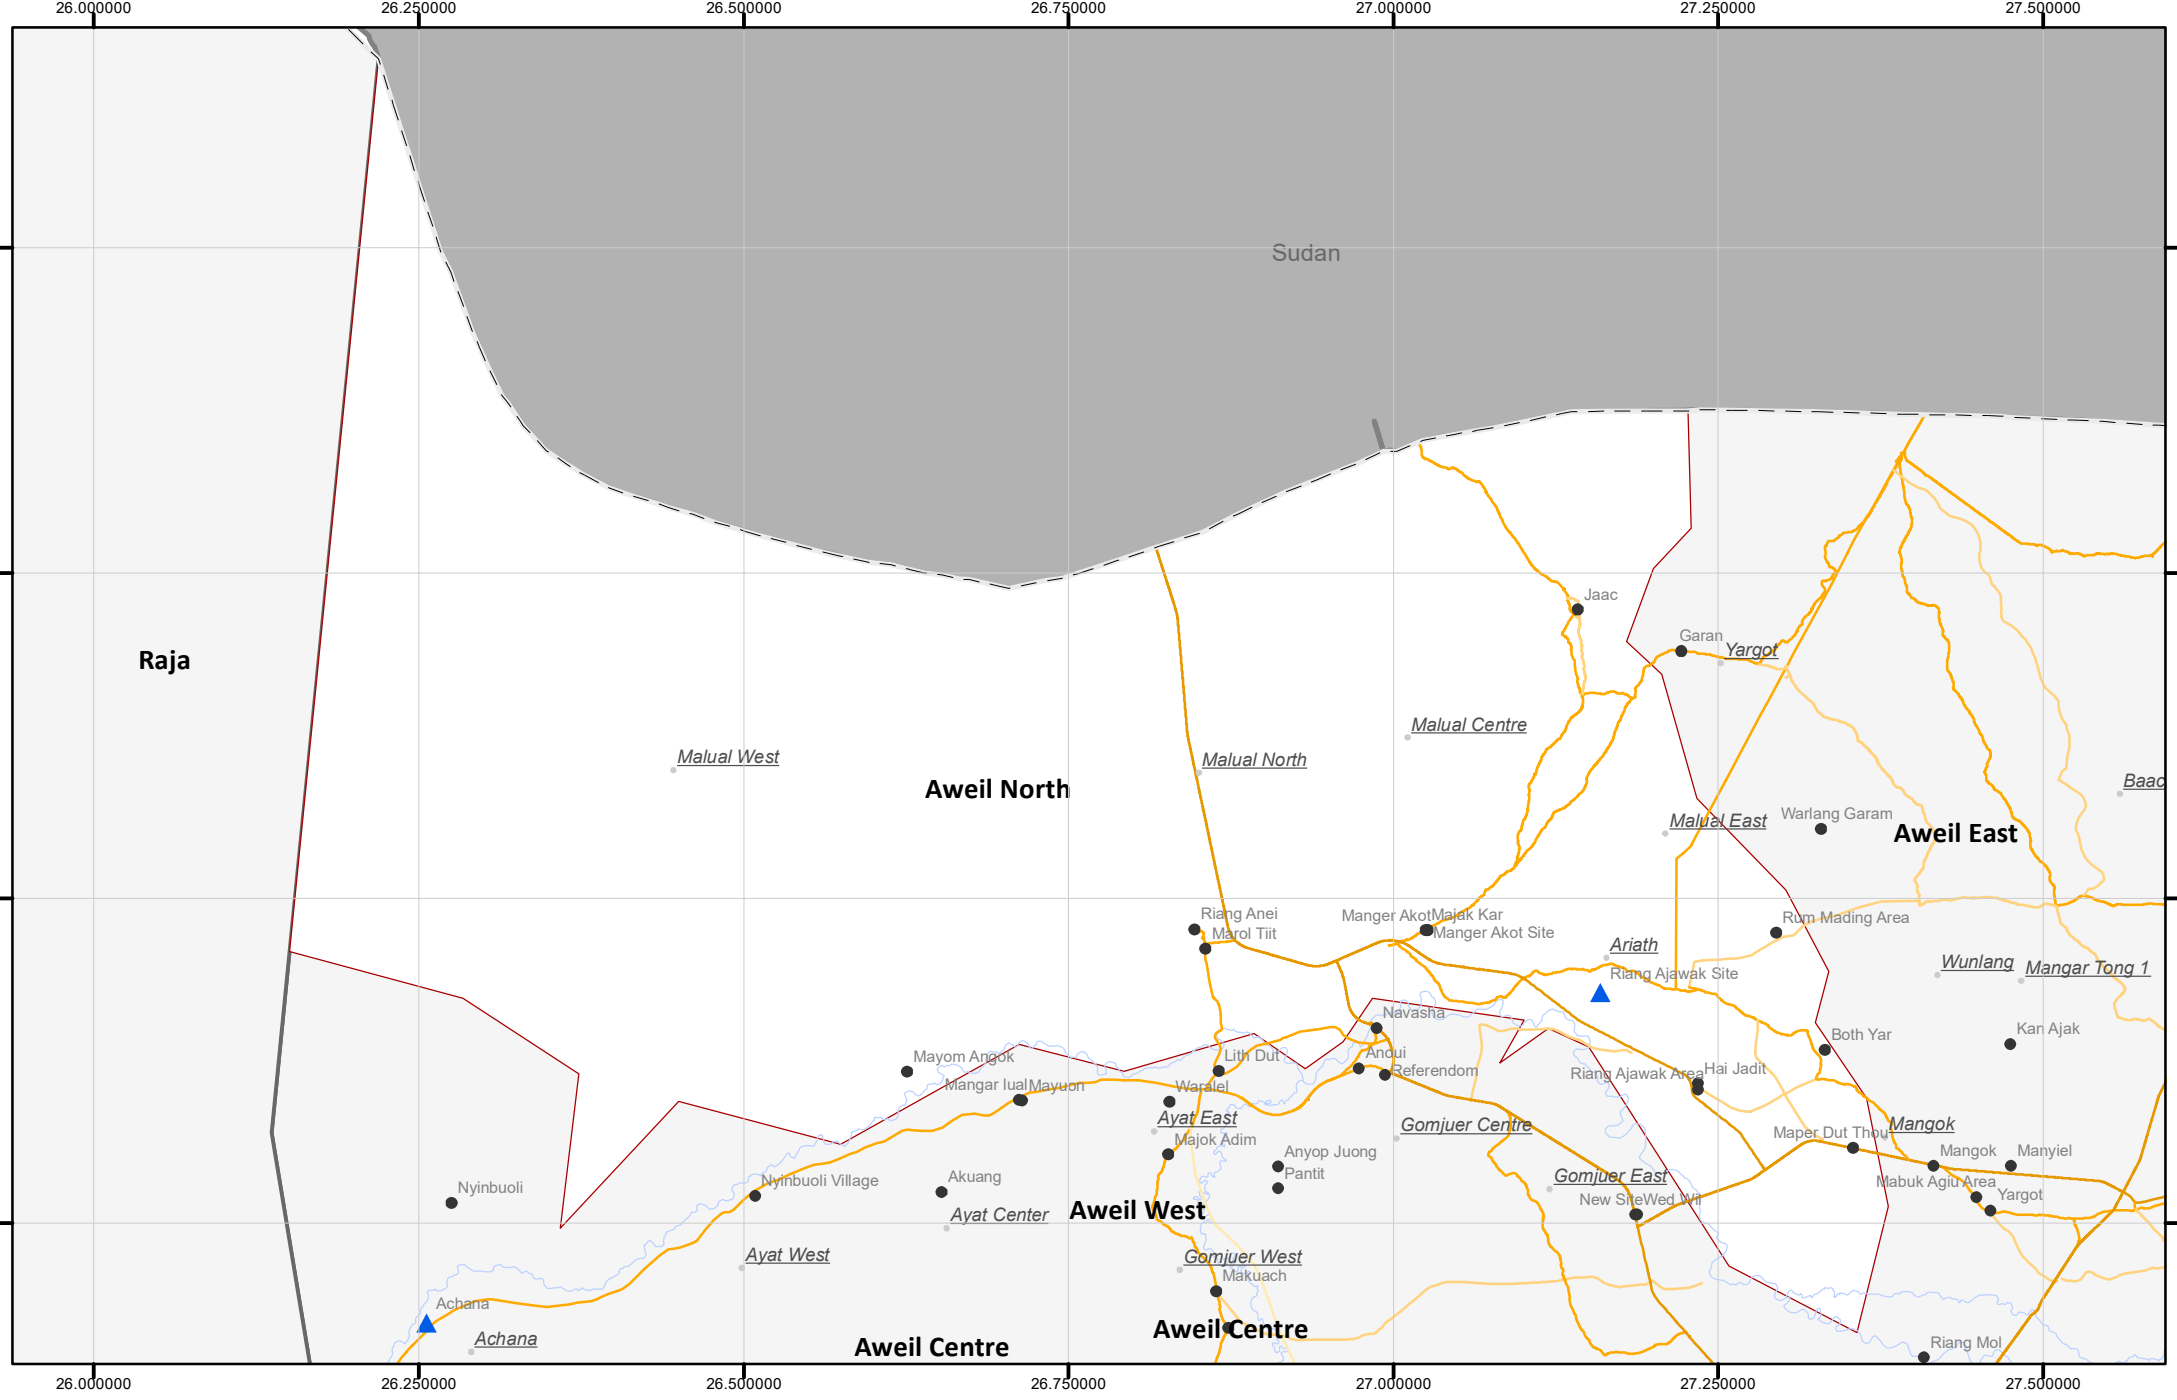 26.000000 26.250000 26.500000 26.750000 27.000000 27.250000 27.500000
Sudan
Jaac
Garan
Yargot
Raja
Malual Centre
Malual West
Malual North
Aweil North
Baac
Warlang Garam
Malual East
Aweil East
Riang Anei
Manger Akot Majak Kar
Rum Mading Area
Marol Tiit
Manger Akot Site
Ariath
Wunlang
Mangar Tong 1
Riang Ajawak Site
Navasha
Kan Ajak
Both Yar
Mayom Angok
Lith Dut
Andui
Referendom
Riang Ajawak Area
Hai Jadit
Mangar Iual Mayuon
Waralel
Ayat East
Gomjuer Centre
Mangok
Maper Dut Thou
Majok Adim
Anyop Juong
Mangok
Manyiel
Pantit
Gomjuer East
Nyinbuoli
Nyinbuoli Village
Akuang
Mabuk Agiu Area
Yargot
New Site Wed Wil
Ayat Center
Aweil West
Ayat West
Gomjuer West
Makuach
Achana
Achana
Aweil Centre
Aweil Centre
Riang Mol
26.000000 26.250000 26.500000 26.750000 27.000000 27.250000 27.500000